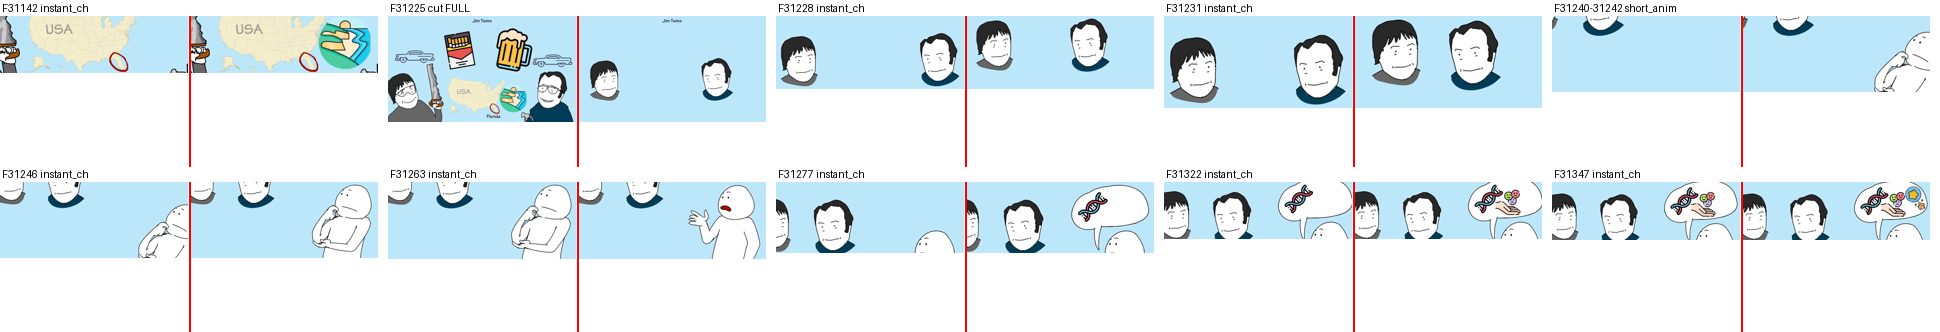 F31142 instant_ch
USA
USA
F31225 cut FULL
Jim Twins
USA
Florida
Jim Twins
F31228 instant_ch
F31231 instant_ch
F31240-31242 short_anim
F31246 instant_ch
F31263 instant_ch
F31277 instant_ch
F31322 instant_ch
F31347 instant_ch